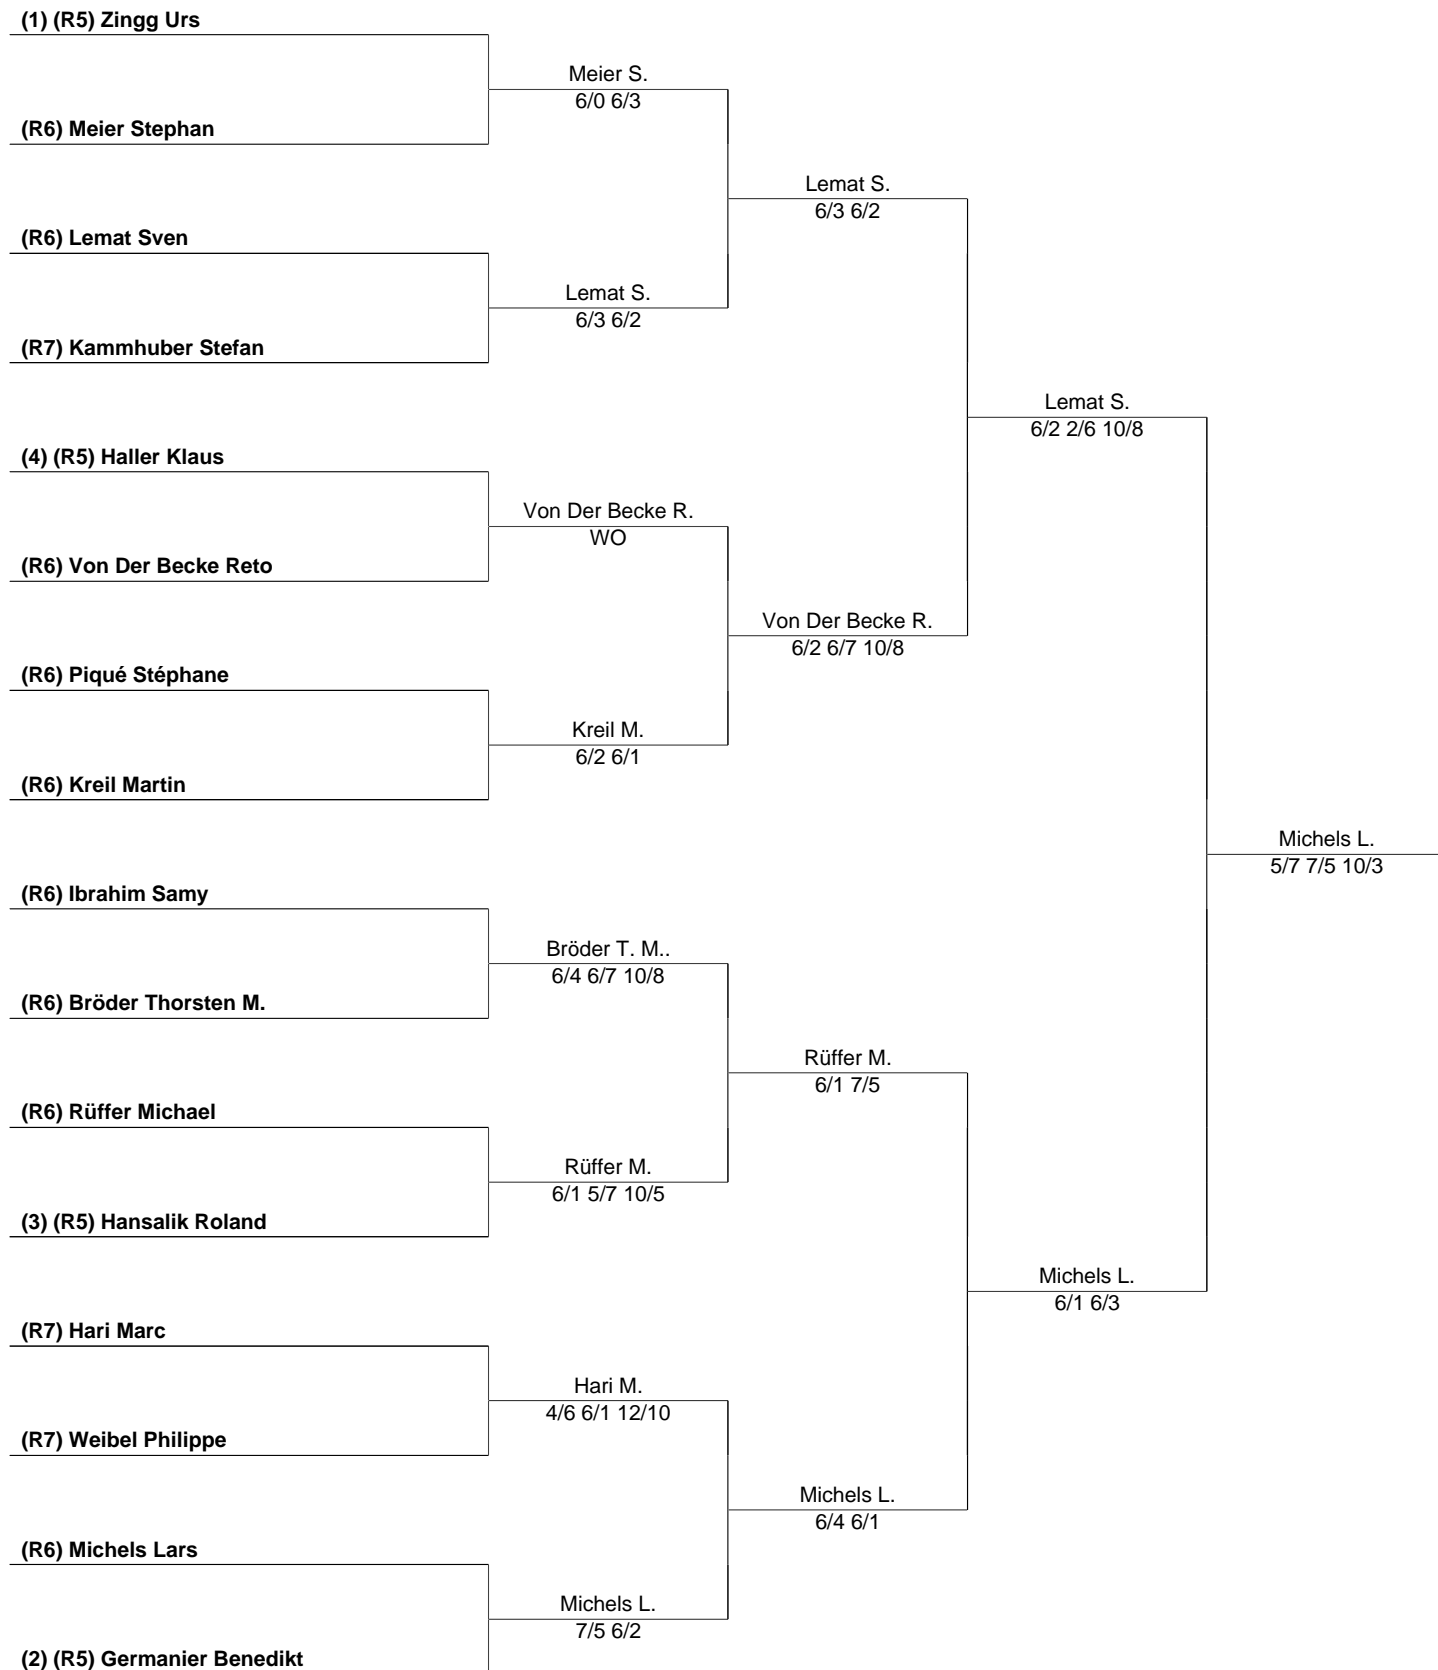 (1) (R5) Zingg Urs
Meier S.
6/0 6/3
(R6) Meier Stephan
Lemat S.
6/3 6/2
(R6) Lemat Sven
Lemat S.
6/3 6/2
(R7) Kammhuber Stefan
Lemat S.
6/2 2/6 10/8
(4) (R5) Haller Klaus
Von Der Becke R.
WO
(R6) Von Der Becke Reto
Von Der Becke R.
6/2 6/7 10/8
(R6) Piqué Stéphane
Kreil M.
6/2 6/1
(R6) Kreil Martin
Michels L.
5/7 7/5 10/3
(R6) Ibrahim Samy
Bröder T. M..
6/4 6/7 10/8
(R6) Bröder Thorsten M.
Rüffer M.
6/1 7/5
(R6) Rüffer Michael
Rüffer M.
6/1 5/7 10/5
(3) (R5) Hansalik Roland
Michels L.
6/1 6/3
(R7) Hari Marc
Hari M.
4/6 6/1 12/10
(R7) Weibel Philippe
Michels L.
6/4 6/1
(R6) Michels Lars
Michels L.
7/5 6/2
(2) (R5) Germanier Benedikt